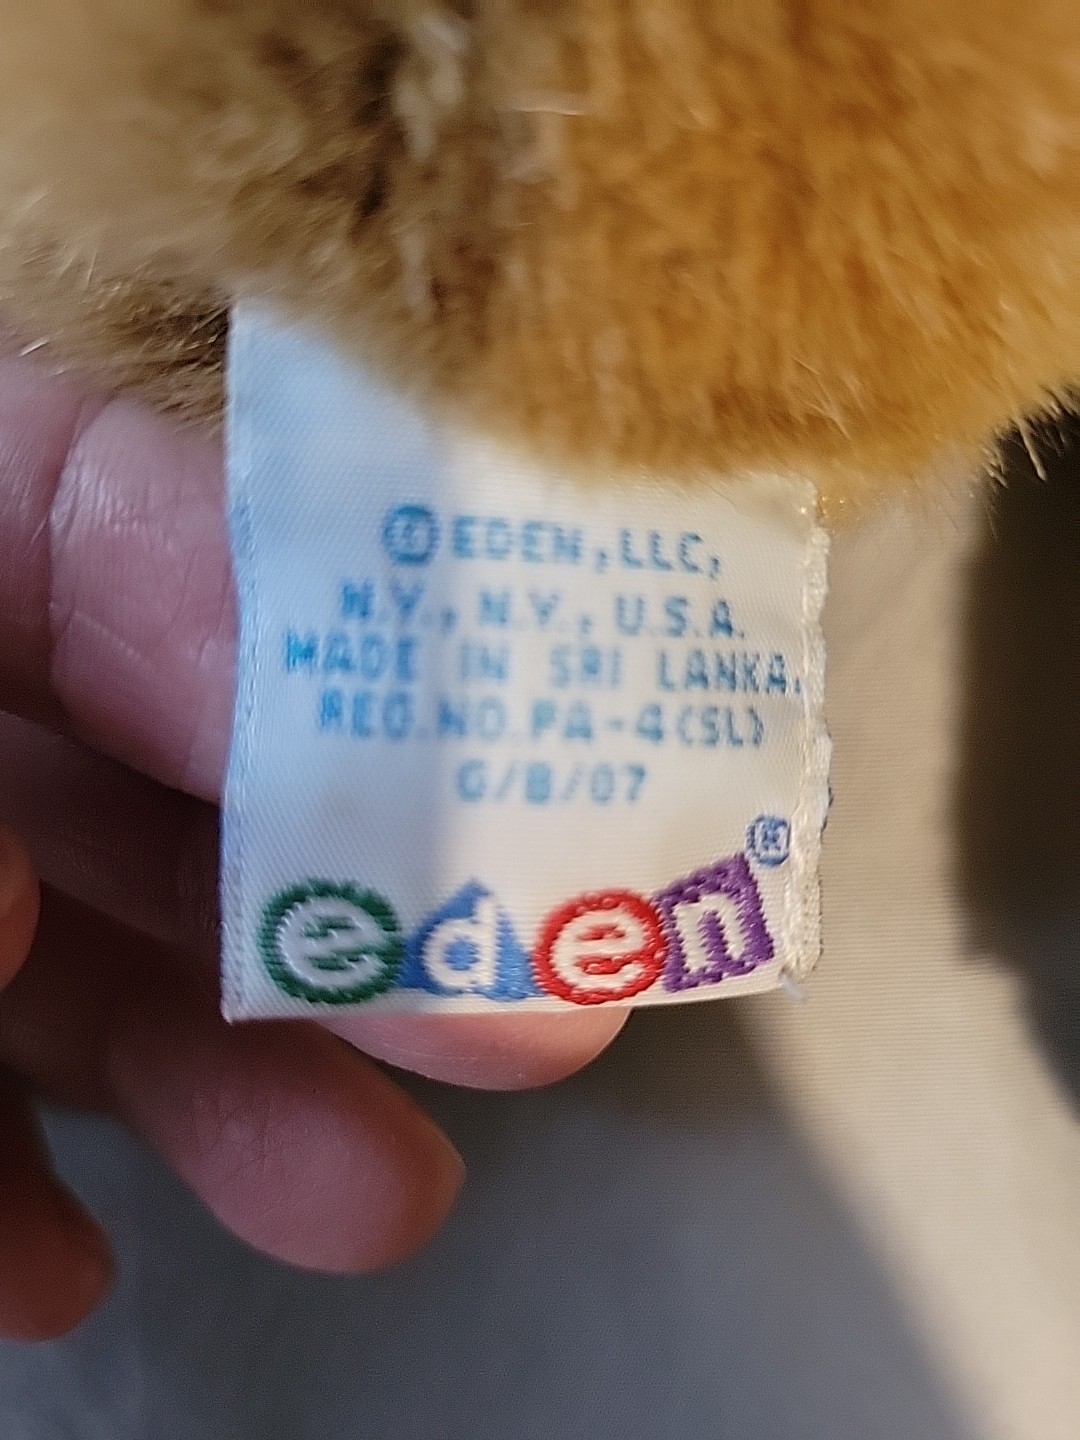 © EDEN, LLC,
N.Y., N.Y., U.S.A.
MADE IN SRI LANKA.
REG.NO.PA-4(SL)
G/B/07
eden®